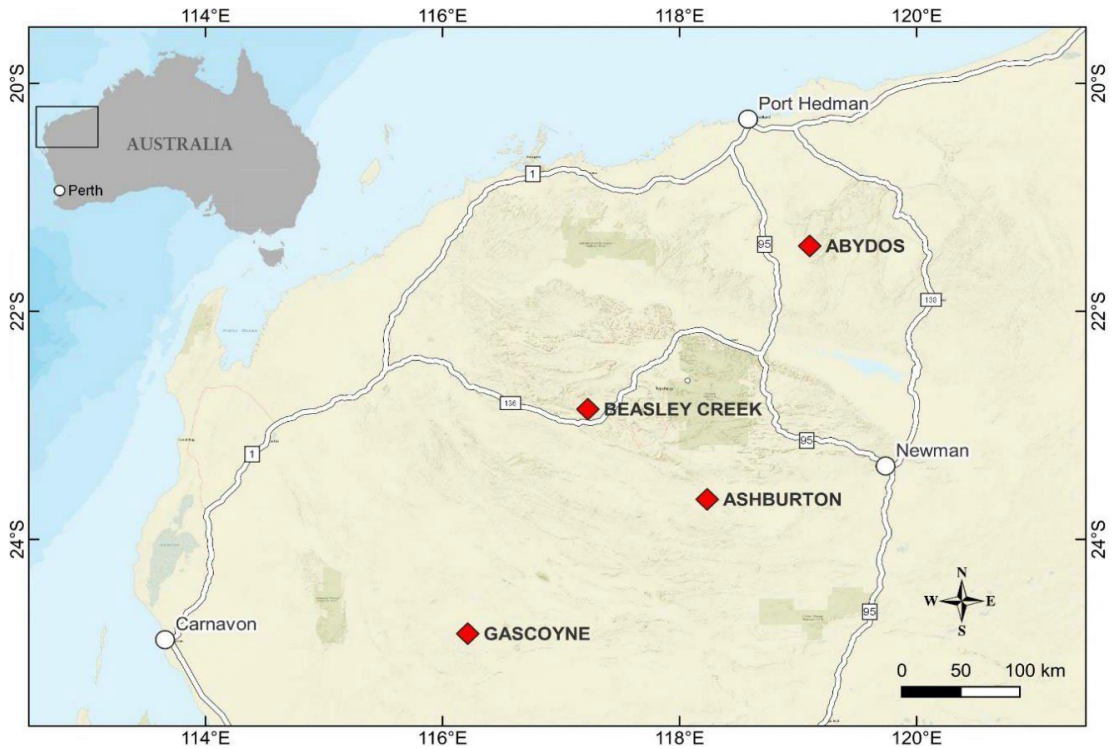 114°E
116°E
118°E
120°E
20°S
20°S
AUSTRALIA
Perth
Port Hedman
1
95
ABYDOS
22°S
22°S
138
136
BEASLEY CREEK
1
95
Newman
ASHBURTON
24°S
24°S
N
W
E
S
95
Carnavon
GASCOYNE
0 50 100 km
114°E
116°E
118°E
120°E